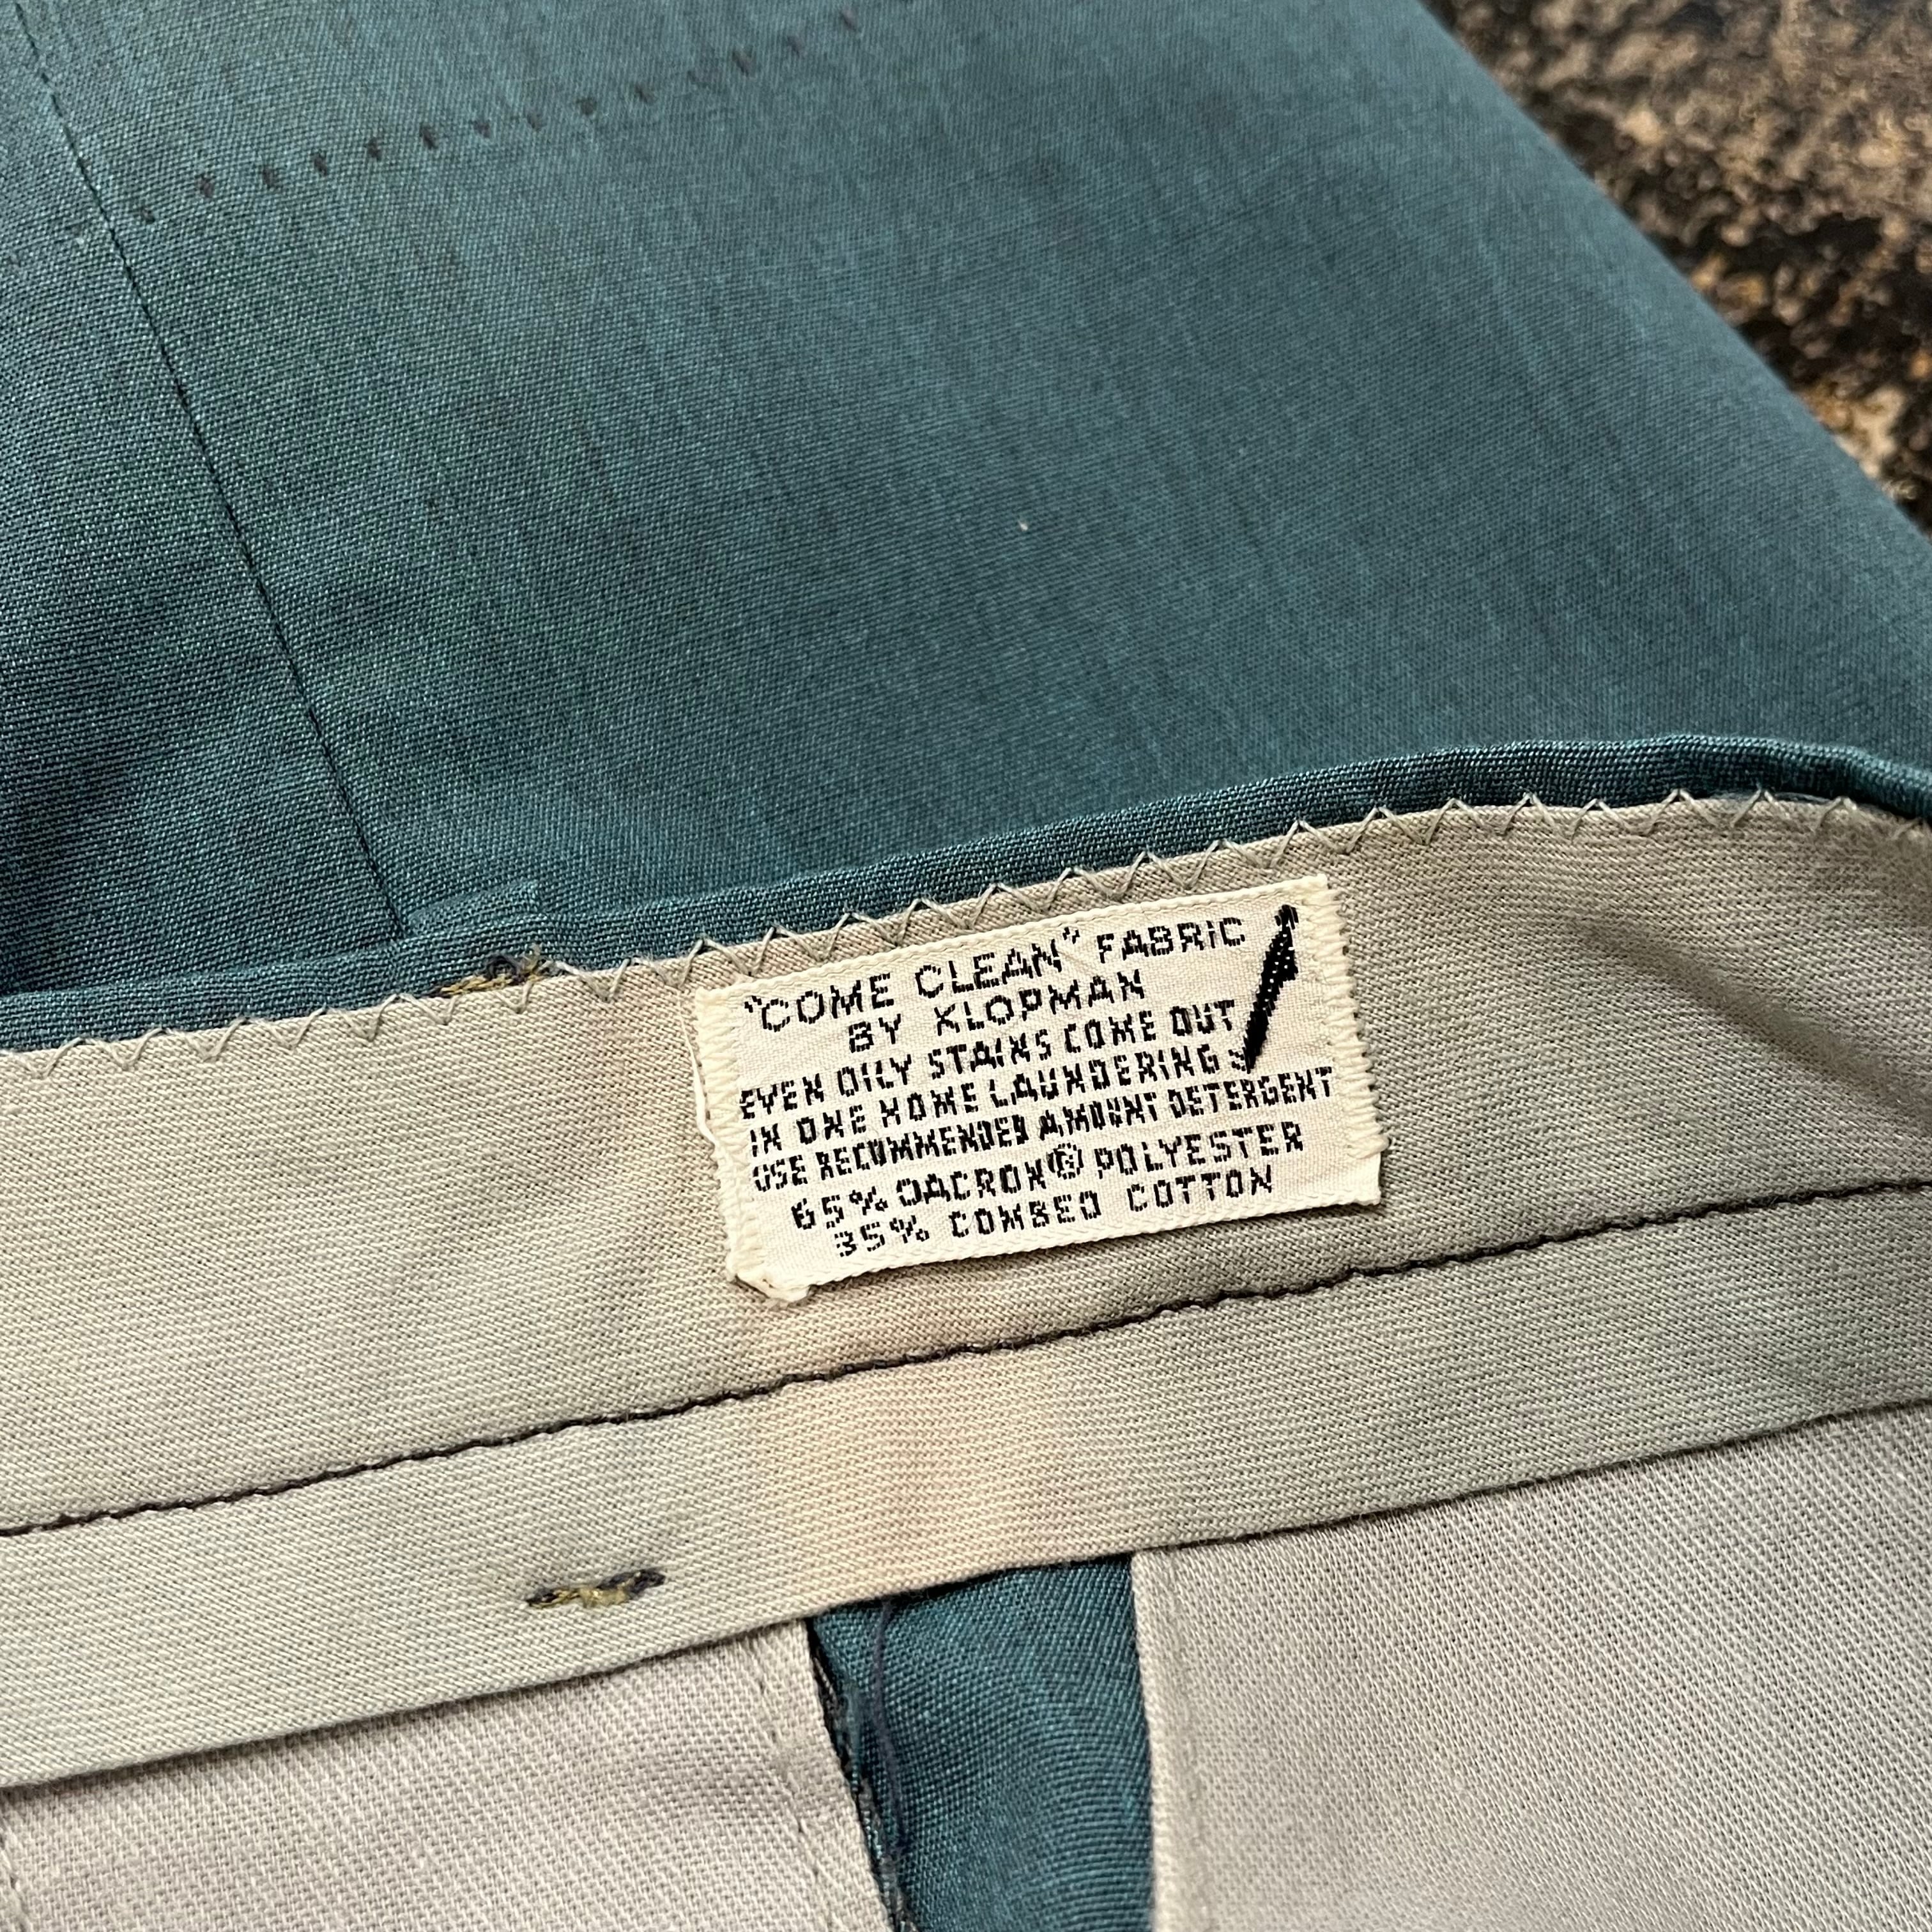 "COME CLEAN" FABRIC
BY KLOPMAN
EVEN OILY STAINS COME OUT
IN ONE HOME LAUNDERING
USE RECOMMENDED AMOUNT DETERGENT
65% DACRON® POLYESTER
35% COMBED COTTON